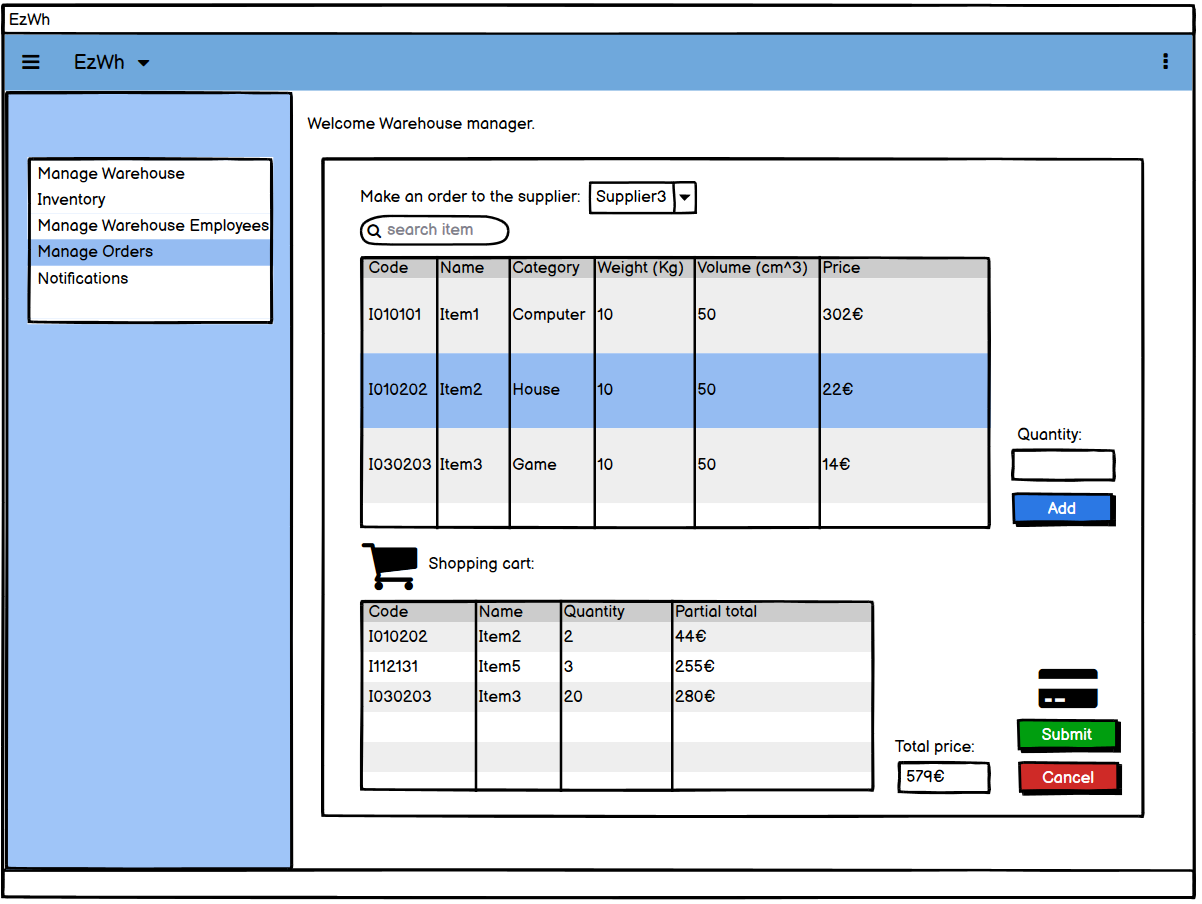 EzWh
EzWh
Welcome Warehouse manager.
Manage Warehouse
Inventory
Manage Warehouse Employees
Manage Orders
Notifications
Make an order to the supplier: Supplier3
search item
Code Name Category Weight (Kg) Volume (cm^3) Price
I010101 Item1 Computer 10 50 302€
I010202 Item2 House 10 50 22€
I030203 Item3 Game 10 50 14€
Quantity:
Add
Shopping cart:
Code Name Quantity Partial total
I010202 Item2 2 44€
I112131 Item5 3 255€
I030203 Item3 20 280€
Total price:
579€
Submit
Cancel